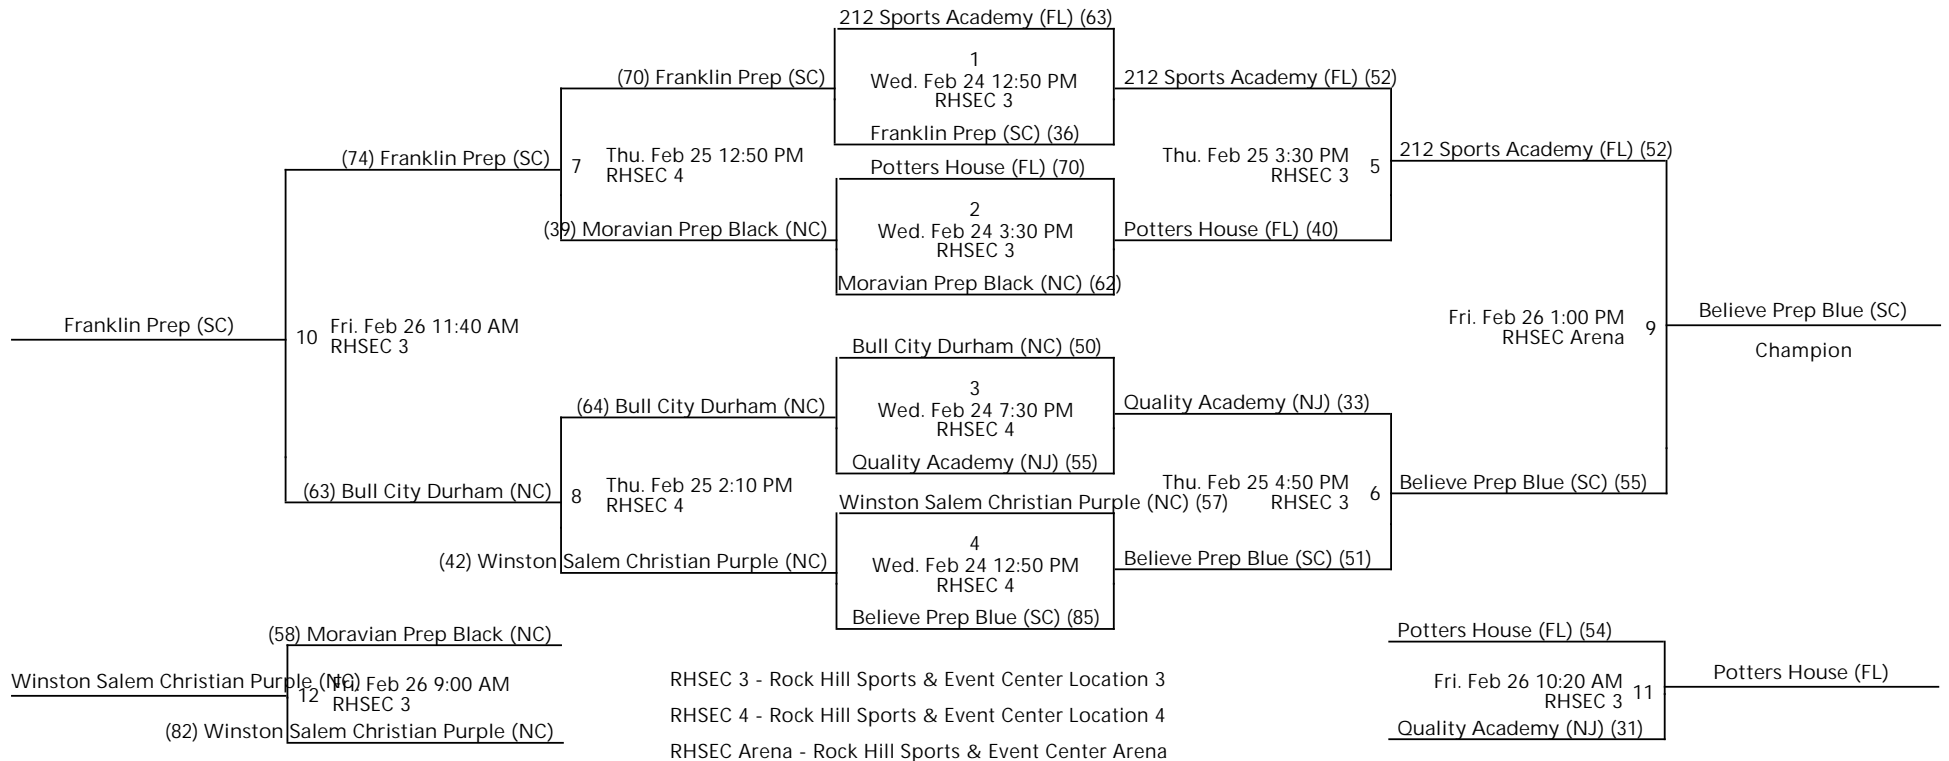 212 Sports Academy (FL) (63)
1
Wed. Feb 24 12:50 PM
RHSEC 3
Franklin Prep (SC) (36)
(70) Franklin Prep (SC)
212 Sports Academy (FL) (52)
(74) Franklin Prep (SC)
7
Thu. Feb 25 12:50 PM
RHSEC 4
Potters House (FL) (70)
2
Wed. Feb 24 3:30 PM
RHSEC 3
Moravian Prep Black (NC) (62)
Thu. Feb 25 3:30 PM
RHSEC 3
5
212 Sports Academy (FL) (52)
(39) Moravian Prep Black (NC)
Potters House (FL) (40)
Franklin Prep (SC)
10
Fri. Feb 26 11:40 AM
RHSEC 3
Fri. Feb 26 1:00 PM
RHSEC Arena
9
Believe Prep Blue (SC)
Champion
Bull City Durham (NC) (50)
3
Wed. Feb 24 7:30 PM
RHSEC 4
Quality Academy (NJ) (55)
(64) Bull City Durham (NC)
Quality Academy (NJ) (33)
(63) Bull City Durham (NC)
8
Thu. Feb 25 2:10 PM
RHSEC 4
Winston Salem Christian Purple (NC) (57)
4
Wed. Feb 24 12:50 PM
RHSEC 4
Believe Prep Blue (SC) (85)
Thu. Feb 25 4:50 PM
RHSEC 3
6
Believe Prep Blue (SC) (55)
(42) Winston Salem Christian Purple (NC)
Believe Prep Blue (SC) (51)
(58) Moravian Prep Black (NC)
Winston Salem Christian Purple (NC)
12
Fri. Feb 26 9:00 AM
RHSEC 3
(82) Winston Salem Christian Purple (NC)
RHSEC 3 - Rock Hill Sports & Event Center Location 3
RHSEC 4 - Rock Hill Sports & Event Center Location 4
RHSEC Arena - Rock Hill Sports & Event Center Arena
Potters House (FL) (54)
Fri. Feb 26 10:20 AM
RHSEC 3
11
Potters House (FL)
Quality Academy (NJ) (31)